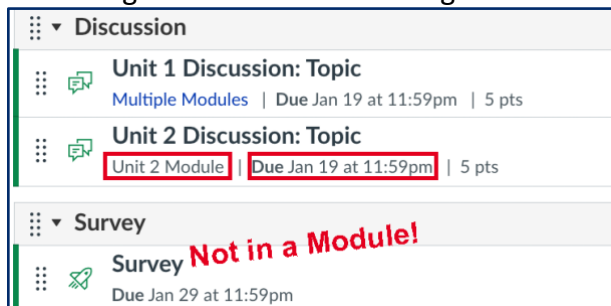 Discussion
Unit 1 Discussion: Topic
Multiple Modules | Due Jan 19 at 11:59pm | 5 pts
Unit 2 Discussion: Topic
Unit 2 Module | Due Jan 19 at 11:59pm | 5 pts
Survey
Survey Not in a Module!
Due Jan 29 at 11:59pm